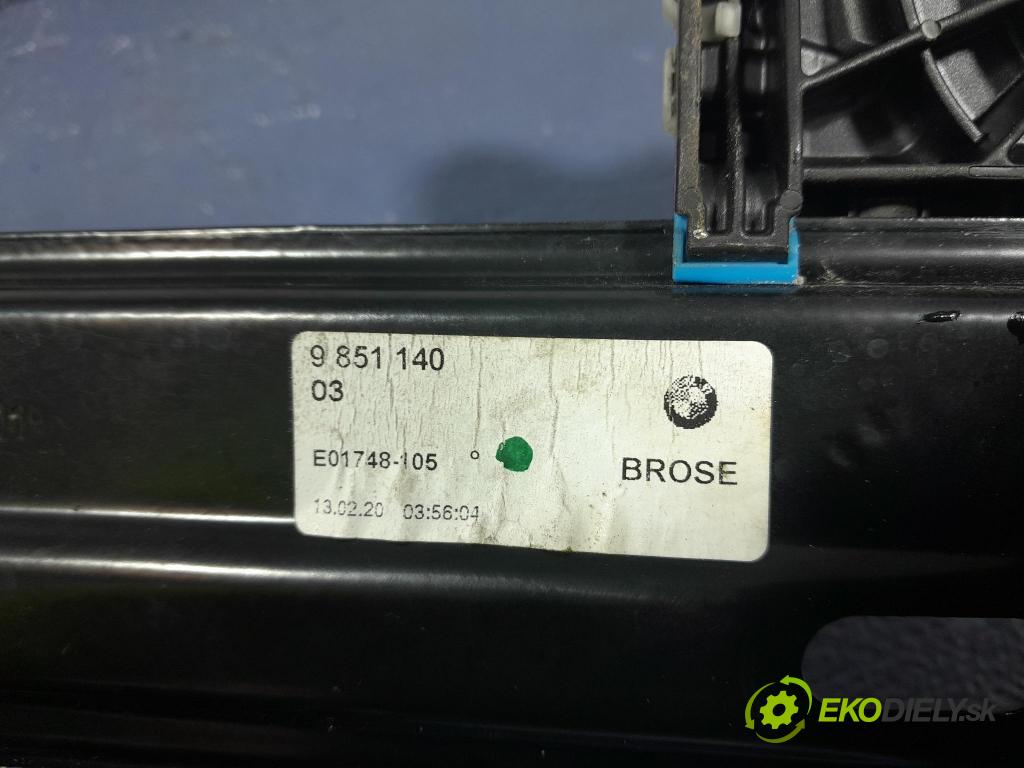 9 851 140
03
E01748-105
BROSE
13.02.20 03:56:04
EKODIELY.sk